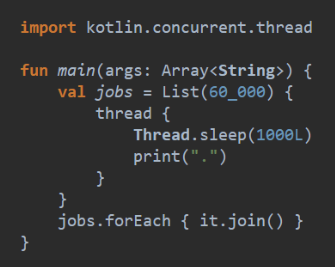 import kotlin.concurrent.thread
fun main(args: Array<String>) {
    val jobs = List(60_000) {
        thread {
            Thread.sleep(1000L)
            print(".")
        }
    }
    jobs.forEach { it.join() }
}